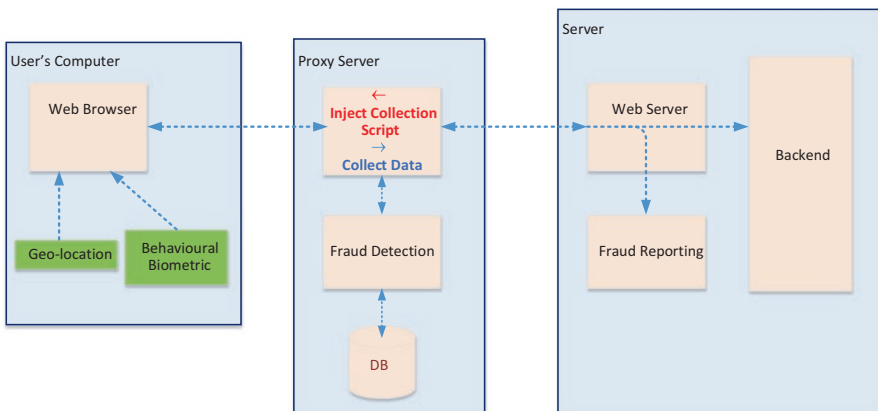 User's Computer
Web Browser
Geo-location
Behavioural
Biometric
Proxy Server
←
Inject Collection
Script
→
Collect Data
Fraud Detection
DB
Server
Web Server
Fraud Reporting
Backend